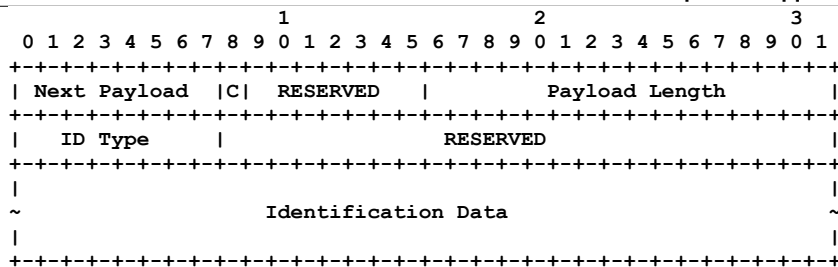 1                   2                   3
 0 1 2 3 4 5 6 7 8 9 0 1 2 3 4 5 6 7 8 9 0 1 2 3 4 5 6 7 8 9 0 1
+-+-+-+-+-+-+-+-+-+-+-+-+-+-+-+-+-+-+-+-+-+-+-+-+-+-+-+-+-+-+-+-+
| Next Payload  |C|  RESERVED   |         Payload Length        |
+-+-+-+-+-+-+-+-+-+-+-+-+-+-+-+-+-+-+-+-+-+-+-+-+-+-+-+-+-+-+-+-+
|   ID Type     |                 RESERVED                      |
+-+-+-+-+-+-+-+-+-+-+-+-+-+-+-+-+-+-+-+-+-+-+-+-+-+-+-+-+-+-+-+-+
|                                                               |
~                   Identification Data                         ~
|                                                               |
+-+-+-+-+-+-+-+-+-+-+-+-+-+-+-+-+-+-+-+-+-+-+-+-+-+-+-+-+-+-+-+-+